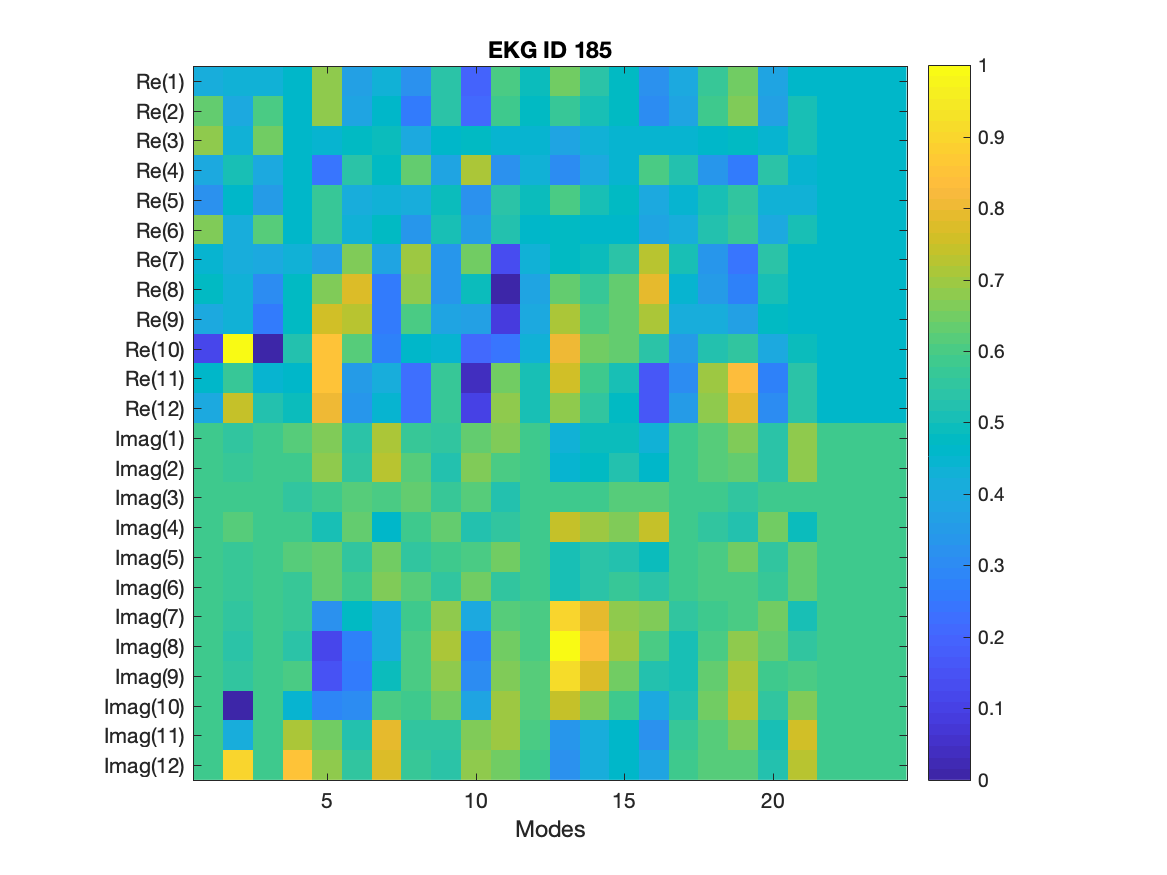 EKG ID 185
Re(1)
Re(2)
Re(3)
Re(4)
Re(5)
Re(6)
Re(7)
Re(8)
Re(9)
Re(10)
Re(11)
Re(12)
Imag(1)
Imag(2)
Imag(3)
Imag(4)
Imag(5)
Imag(6)
Imag(7)
Imag(8)
Imag(9)
Imag(10)
Imag(11)
Imag(12)
5 10 15 20
Modes
1
0.9
0.8
0.7
0.6
0.5
0.4
0.3
0.2
0.1
0